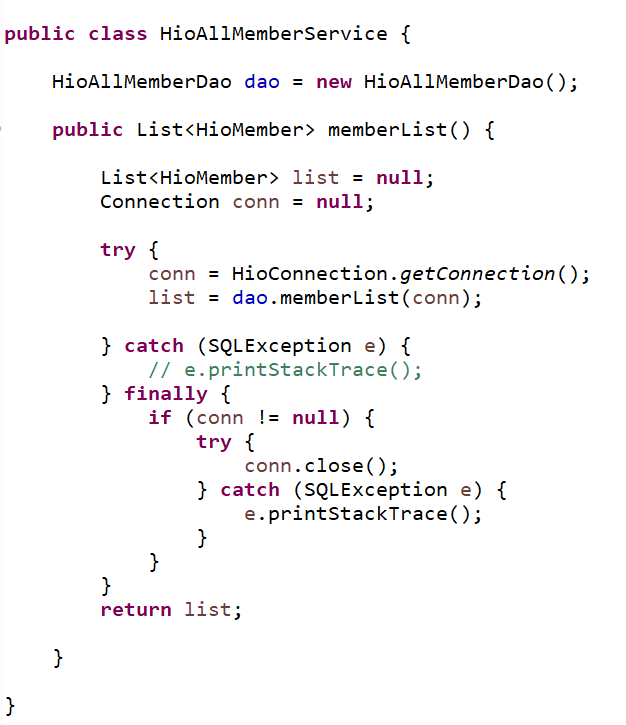 public class HioAllMemberService {
HioAllMemberDao dao = new HioAllMemberDao();
public List<HioMember> memberList() {
List<HioMember> list = null;
Connection conn = null;
try {
conn = HioConnection.getConnection();
list = dao.memberList(conn);
} catch (SQLException e) {
// e.printStackTrace();
} finally {
if (conn != null) {
try {
conn.close();
} catch (SQLException e) {
e.printStackTrace();
}
}
}
return list;
}
}